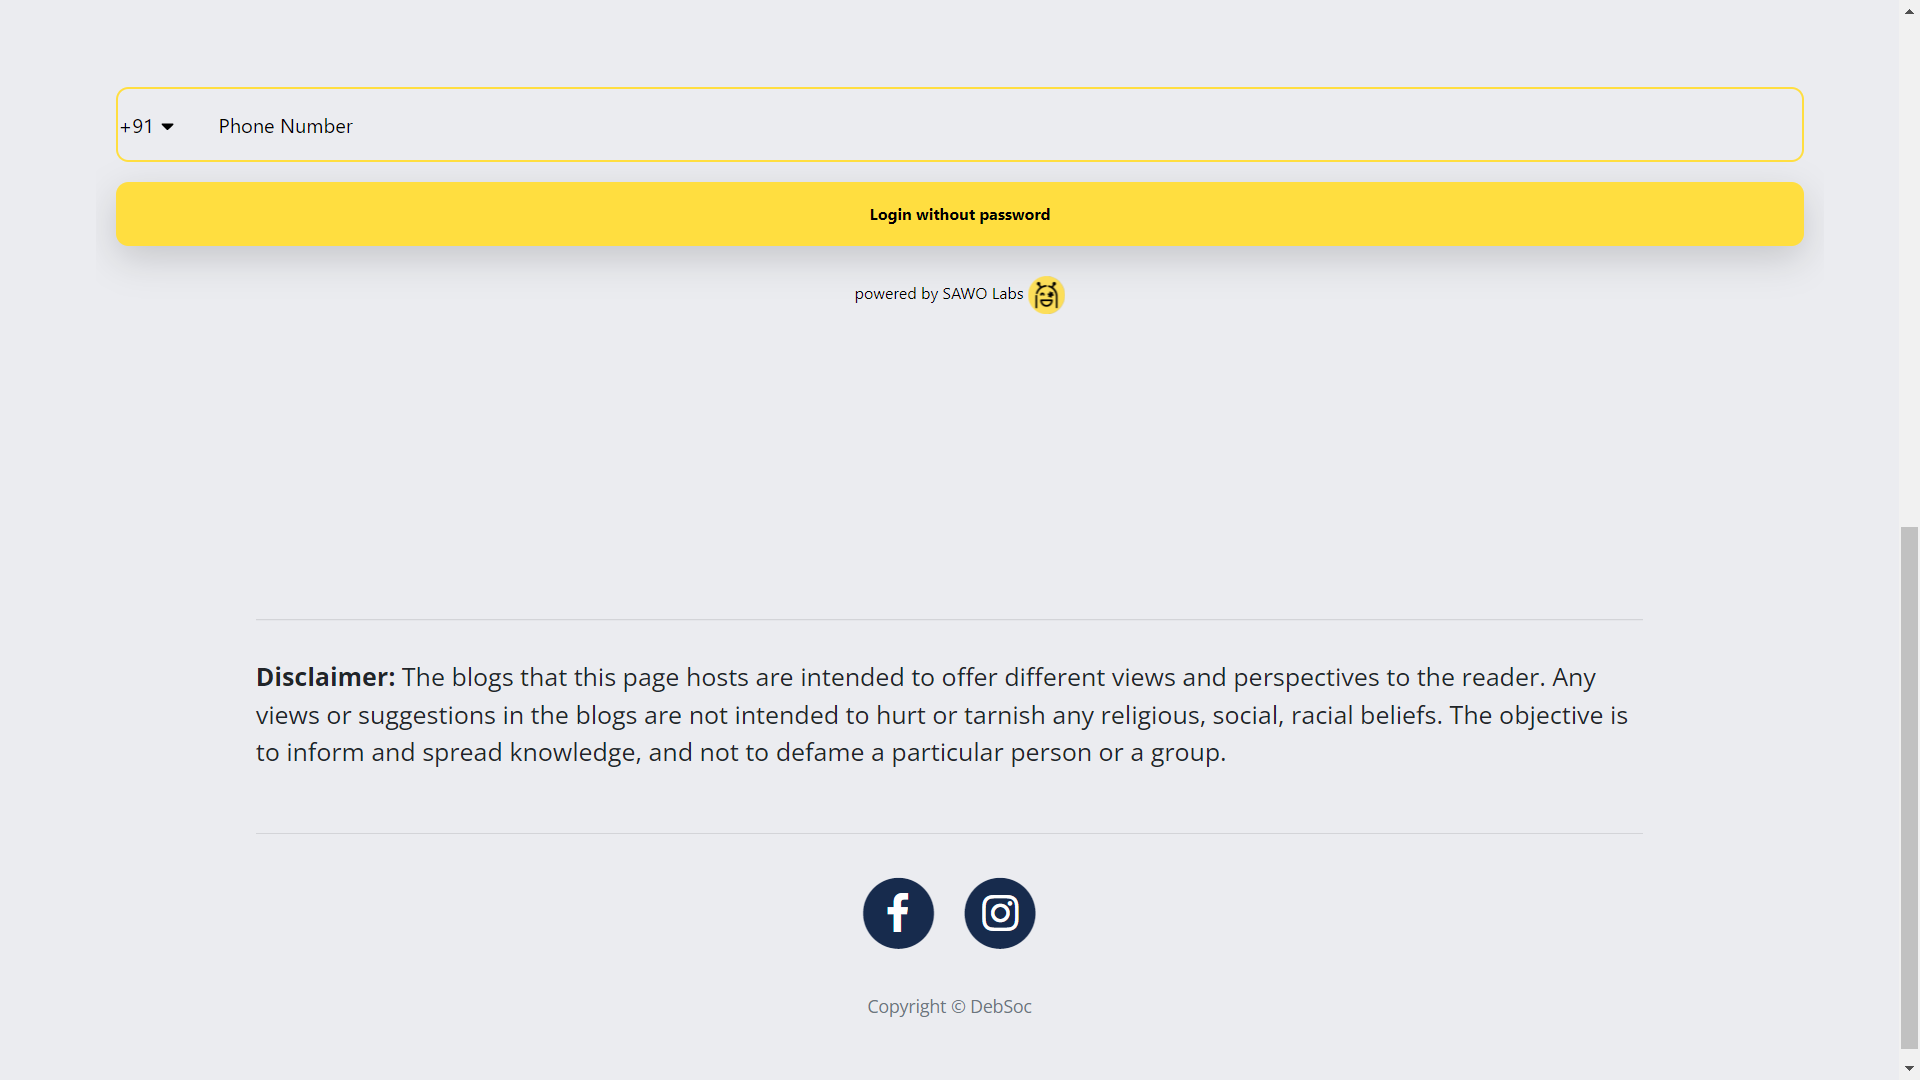 +91 Phone Number
Login without password
powered by SAWO Labs
Disclaimer: The blogs that this page hosts are intended to offer different views and perspectives to the reader. Any
views or suggestions in the blogs are not intended to hurt or tarnish any religious, social, racial beliefs. The objective is
to inform and spread knowledge, and not to defame a particular person or a group.
Copyright © DebSoc